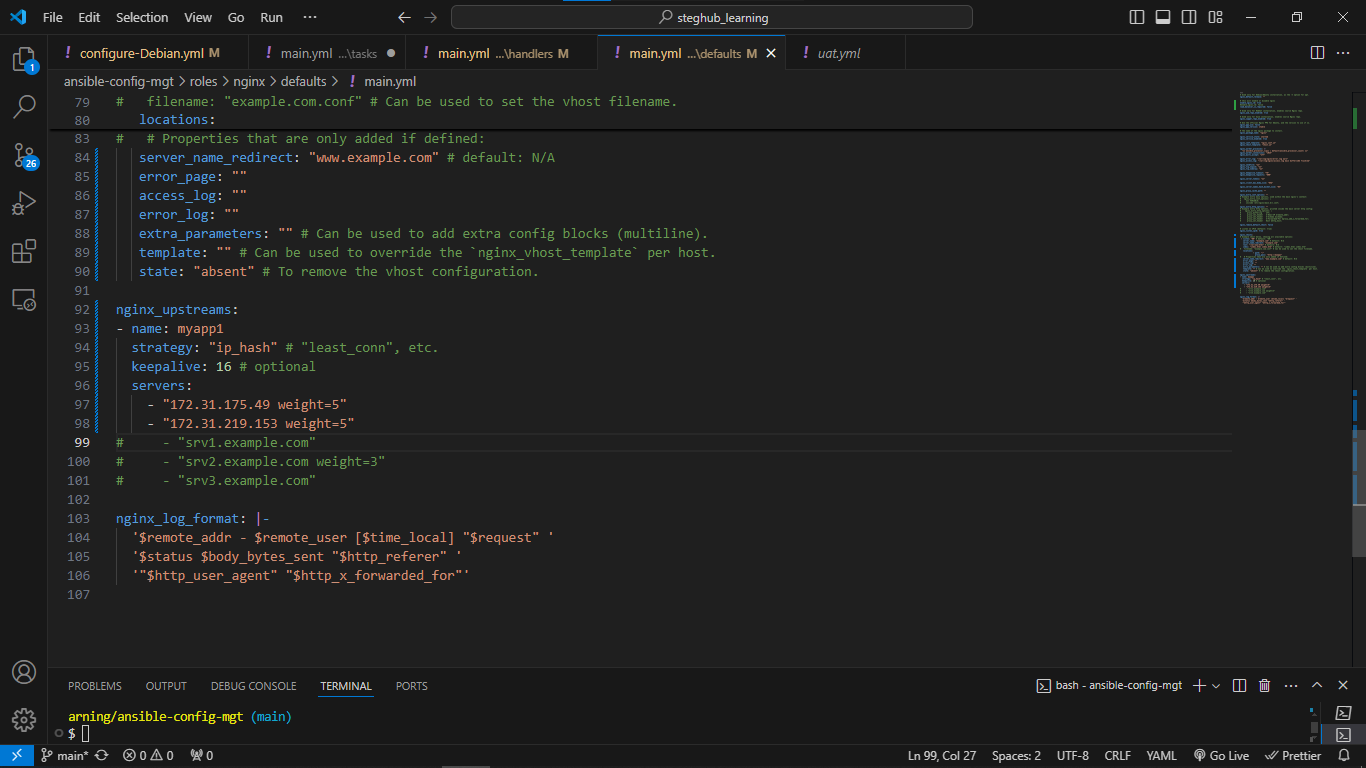 File Edit Selection View Go Run ··· steghub_learning
1
26
! configure-Debian.yml M ! main.yml ...\tasks ● ! main.yml ...\handlers M ! main.yml ...\defaults M ! uat.yml
ansible-config-mgt > roles > nginx > defaults > ! main.yml
79 #   filename: "example.com.conf" # Can be used to set the vhost filename.
80    locations:
83 #   # Properties that are only added if defined:
84    server_name_redirect: "www.example.com" # default: N/A
85    error_page: ""
86    access_log: ""
87    error_log: ""
88    extra_parameters: "" # Can be used to add extra config blocks (multiline).
89    template: "" # Can be used to override the `nginx_vhost_template` per host.
90    state: "absent" # To remove the vhost configuration.
91
92 nginx_upstreams:
93 - name: myapp1
94   strategy: "ip_hash" # "least_conn", etc.
95   keepalive: 16 # optional
96   servers:
97     - "172.31.175.49 weight=5"
98     - "172.31.219.153 weight=5"
99 #     - "srv1.example.com"
100 #     - "srv2.example.com weight=3"
101 #     - "srv3.example.com"
102
103 nginx_log_format: |-
104   '$remote_addr - $remote_user [$time_local] "$request" '
105   '$status $body_bytes_sent "$http_referer" '
106   '"$http_user_agent" "$http_x_forwarded_for"'
107
PROBLEMS OUTPUT DEBUG CONSOLE TERMINAL PORTS bash - ansible-config-mgt
arning/ansible-config-mgt (main)
$
main* 0 0 0 Ln 99, Col 27 Spaces: 2 UTF-8 CRLF YAML Go Live Prettier